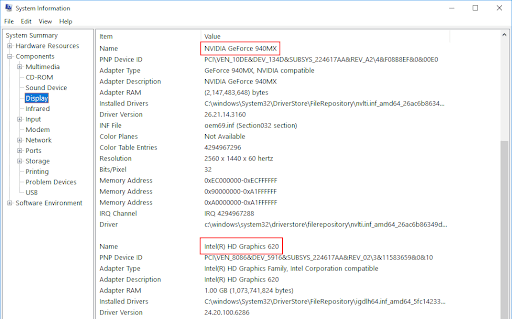 System Information
File Edit View Help
System Summary
Hardware Resources
Components
Multimedia
CD-ROM
Sound Device
Display
Infrared
Input
Modem
Network
Ports
Storage
Printing
Problem Devices
USB
Software Environment
Item Value
Name NVIDIA GeForce 940MX
PNP Device ID PCI\VEN_10DE&DEV_134D&SUBSYS_224617AA&REV_A2\4&F0888EF&0&00E0
Adapter Type GeForce 940MX, NVIDIA compatible
Adapter Description NVIDIA GeForce 940MX
Adapter RAM (2,147,483,648) bytes
Installed Drivers C:\windows\System32\DriverStore\FileRepository\nvlti.inf_amd64_26ac6b8634...
Driver Version 26.21.14.3160
INF File oem69.inf (Section032 section)
Color Planes Not Available
Color Table Entries 4294967296
Resolution 2560 x 1440 x 60 hertz
Bits/Pixel 32
Memory Address 0xEC000000-0xECFFFFFF
Memory Address 0x90000000-0xA1FFFFFF
Memory Address 0xA0000000-0xA1FFFFFF
IRQ Channel IRQ 4294967288
Driver c:\windows\system32\driverstore\filerepository\nvlti.inf_amd64_26ac6b86349d...
Name Intel(R) HD Graphics 620
PNP Device ID PCI\VEN_8086&DEV_5916&SUBSYS_224617AA&REV_02\3&11583659&0&10
Adapter Type Intel(R) HD Graphics Family, Intel Corporation compatible
Adapter Description Intel(R) HD Graphics 620
Adapter RAM 1.00 GB (1,073,741,824 bytes)
Installed Drivers C:\windows\System32\DriverStore\FileRepository\igdlh64.inf_amd64_5fc14233...
Driver Version 24.20.100.6286